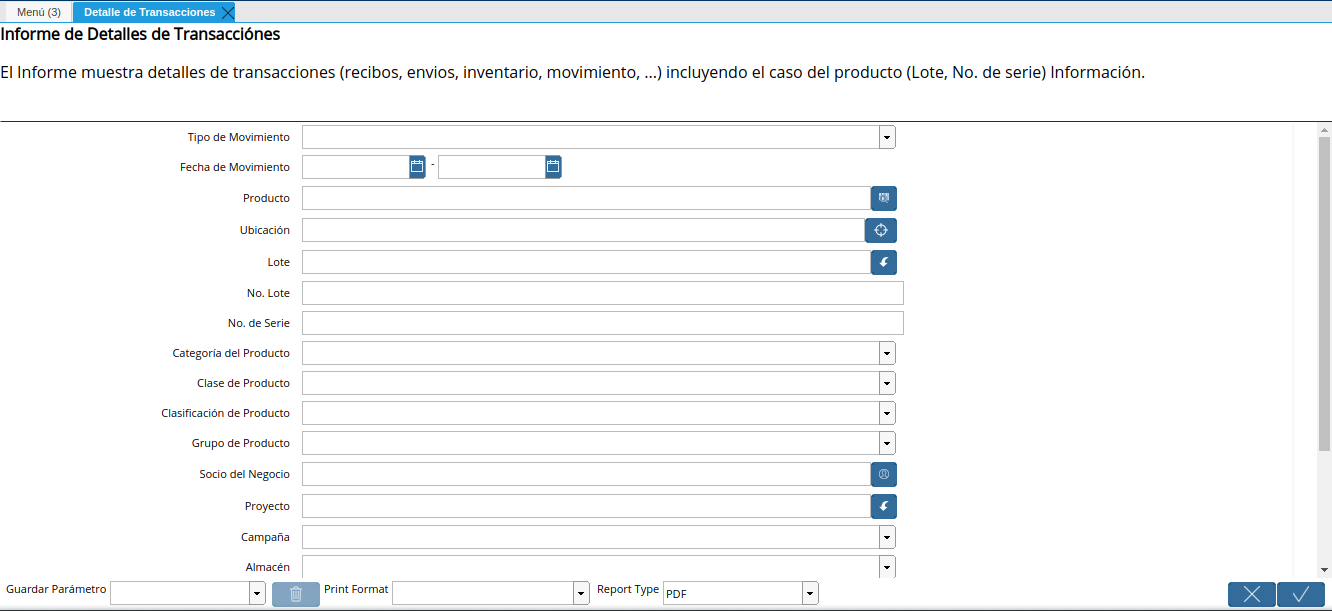 Menú (3)
Detalle de Transacciones
Informe de Detalles de Transacciónes
El Informe muestra detalles de transacciones (recibos, envios, inventario, movimiento, ...) incluyendo el caso del producto (Lote, No. de serie) Información.
Tipo de Movimiento
Fecha de Movimiento -
Producto
Ubicación
Lote
No. Lote
No. de Serie
Categoría del Producto
Clase de Producto
Clasificación de Producto
Grupo de Producto
Socio del Negocio
Proyecto
Campaña
Almacén
Guardar Parámetro Print Format Report Type PDF